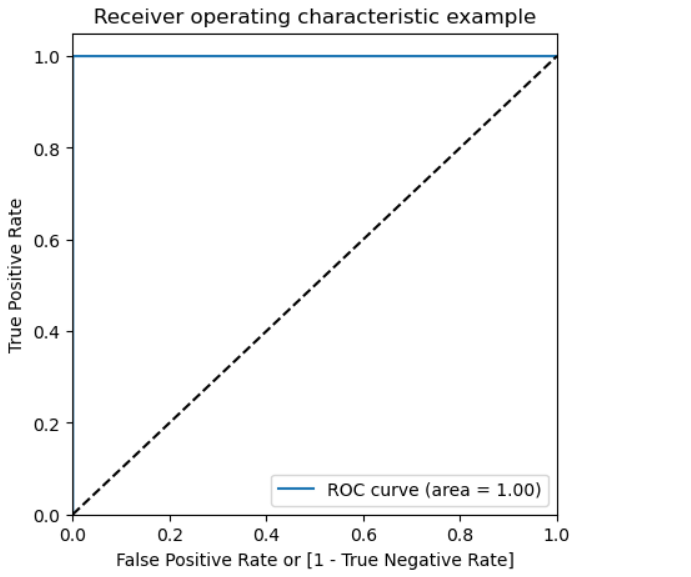 Receiver operating characteristic example
1.0
0.8
0.6
0.4
0.2
0.0
True Positive Rate
ROC curve (area = 1.00)
0.0 0.2 0.4 0.6 0.8 1.0
False Positive Rate or [1 - True Negative Rate]